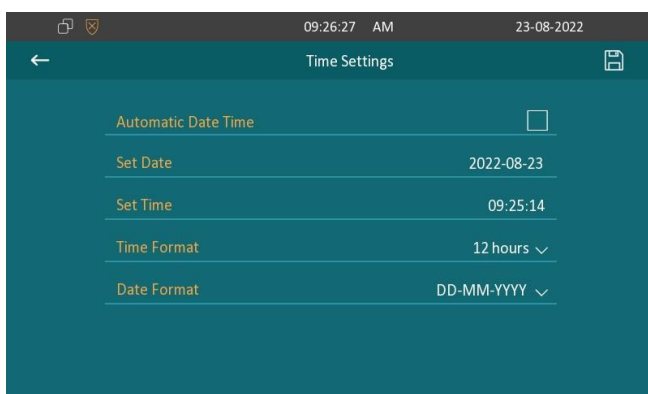 09:26:27 AM 23-08-2022
Time Settings
Automatic Date Time
Set Date 2022-08-23
Set Time 09:25:14
Time Format 12 hours
Date Format DD-MM-YYYY